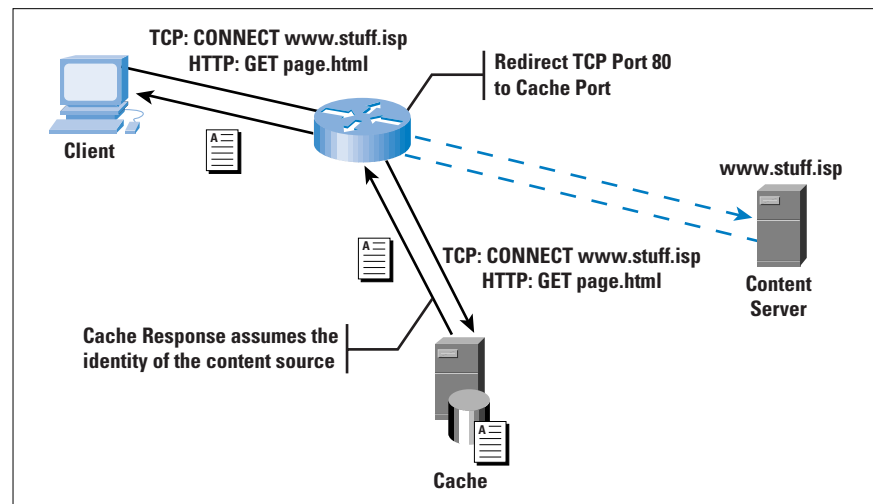 TCP: CONNECT www.stuff.isp
HTTP: GET page.html
Redirect TCP Port 80
to Cache Port
Client
A
www.stuff.isp
A
TCP: CONNECT www.stuff.isp
HTTP: GET page.html
Content
Server
Cache Response assumes the
identity of the content source
A
Cache